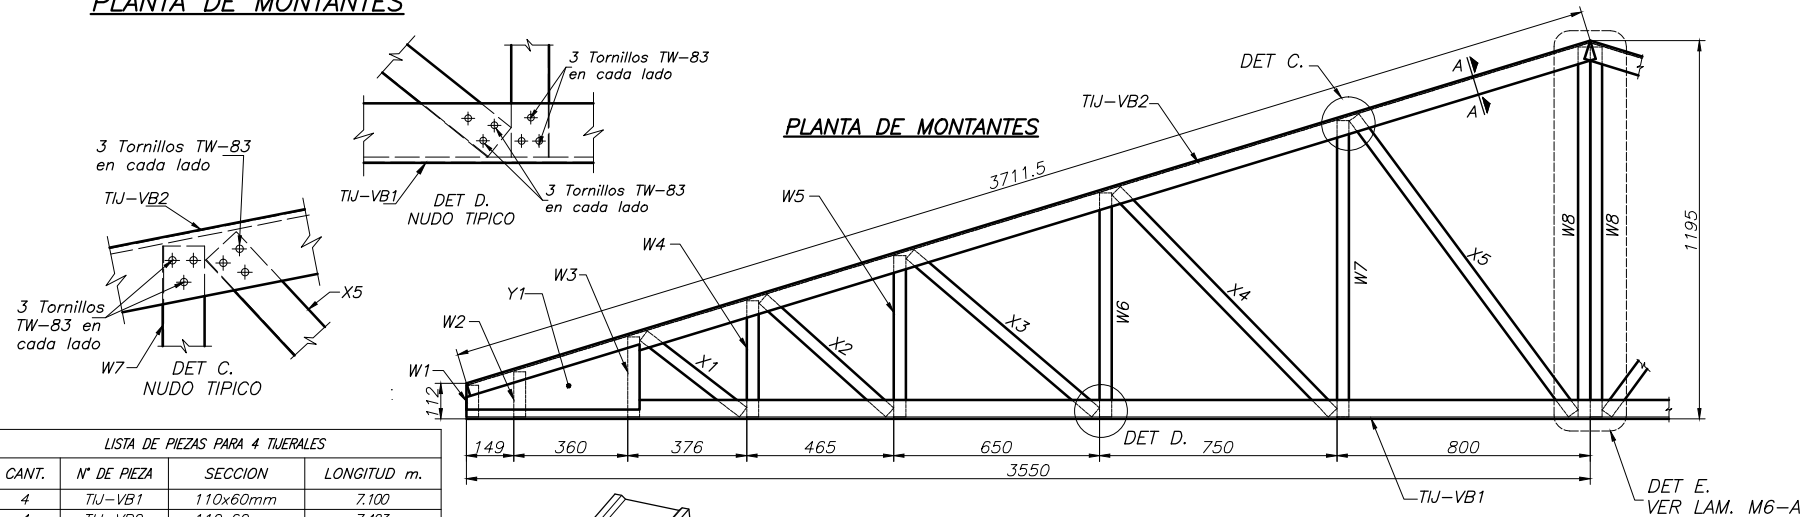 PLANTA DE MONTANTES
3 Tornillos TW-83
en cada lado
3 Tornillos TW-83
en cada lado
TIJ-VB1
DET D.
NUDO TIPICO
3 Tornillos TW-83
en cada lado
TIJ-VB2
3 Tornillos
TW-83 en
cada lado
W7
X5
DET C.
NUDO TIPICO
PLANTA DE MONTANTES
DET C.
TIJ-VB2
A
A
3711.5
W1
W2
W3
Y1
W4
W5
W6
W7
W8
W8
X1
X2
X3
X4
X5
112
1195
DET D.
149
360
376
465
650
750
800
3550
TIJ-VB1
DET E.
VER LAM. M6-A
LISTA DE PIEZAS PARA 4 TIJERALES
CANT. N° DE PIEZA SECCION LONGITUD m.
4 TIJ-VB1 110x60mm 7.100